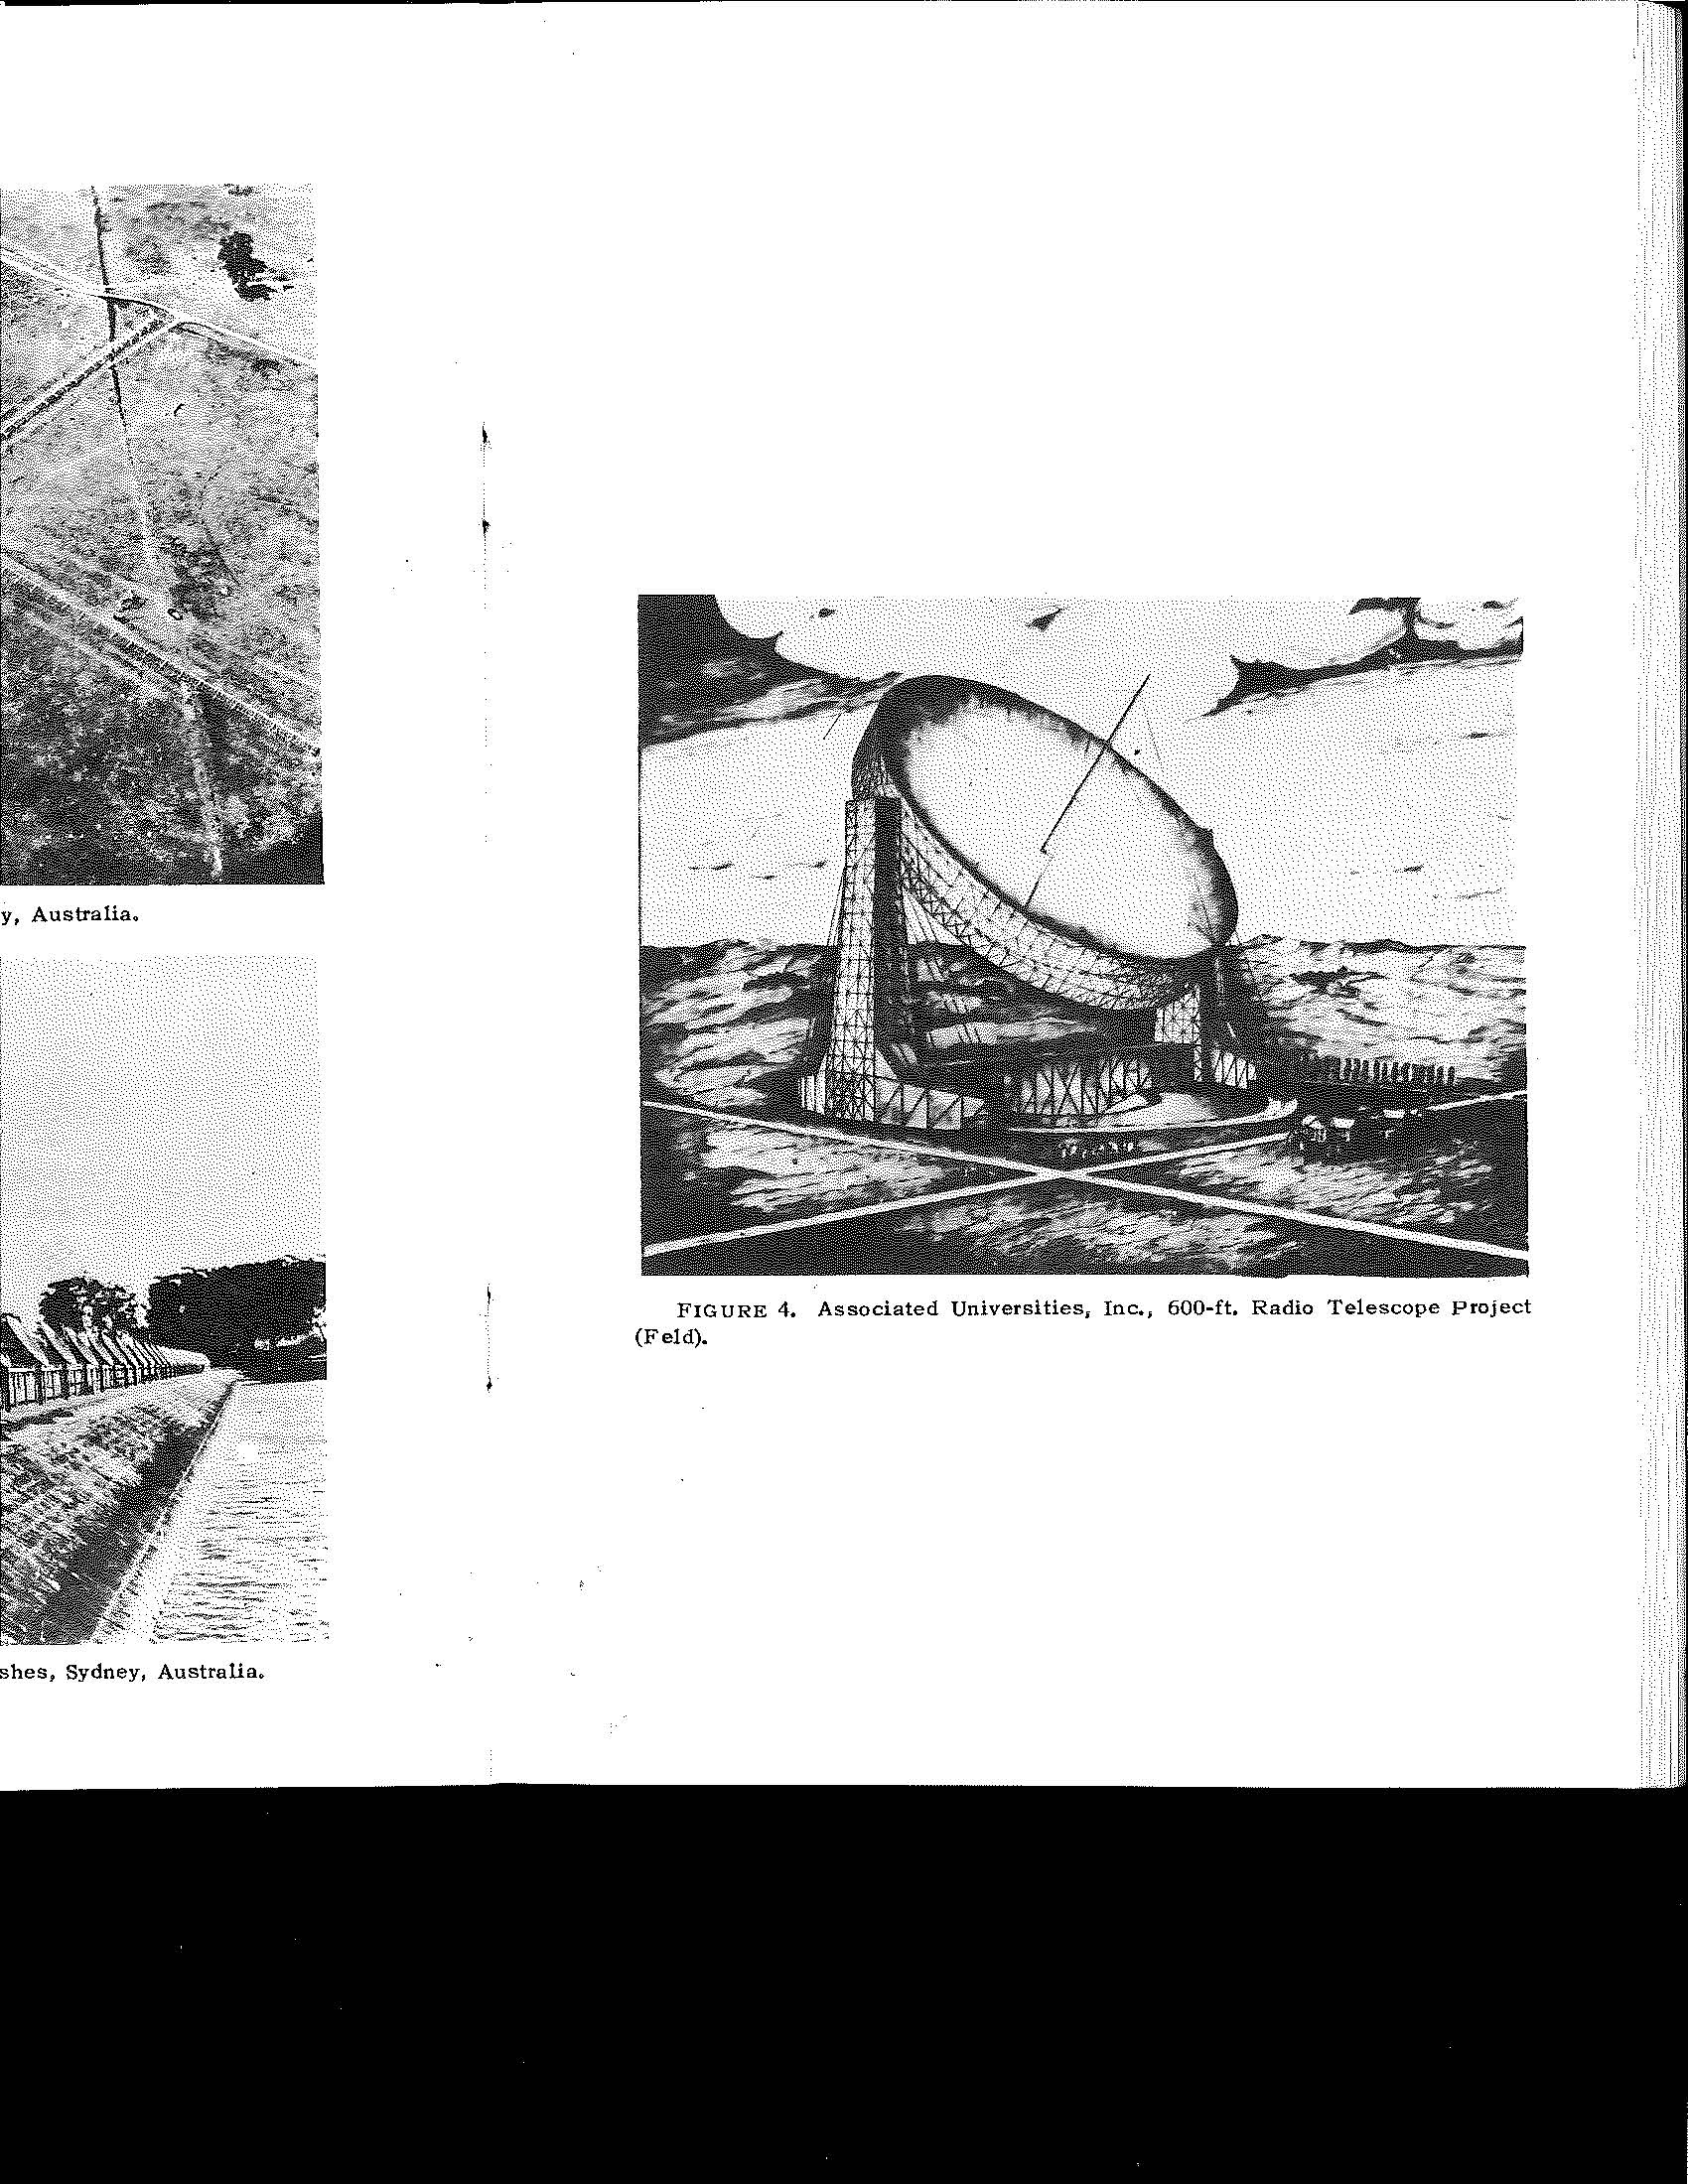 y, Australia.
shes, Sydney, Australia.
FIGURE 4. Associated Universities, Inc., 600-ft. Radio Telescope Project
(Feld).